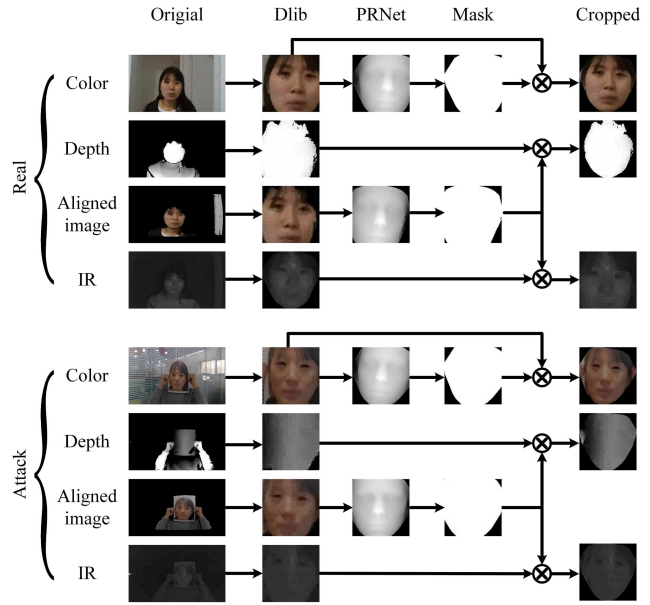 Origial Dlib PRNet Mask Cropped
Real
Color
Depth
Aligned
image
IR
Attack
Color
Depth
Aligned
image
IR